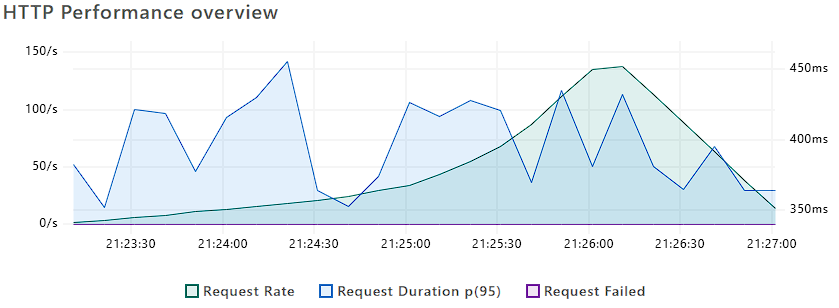 HTTP Performance overview
150/s
100/s
50/s
0/s
450ms
400ms
350ms
21:23:30 21:24:00 21:24:30 21:25:00 21:25:30 21:26:00 21:26:30 21:27:00
Request Rate Request Duration p(95) Request Failed